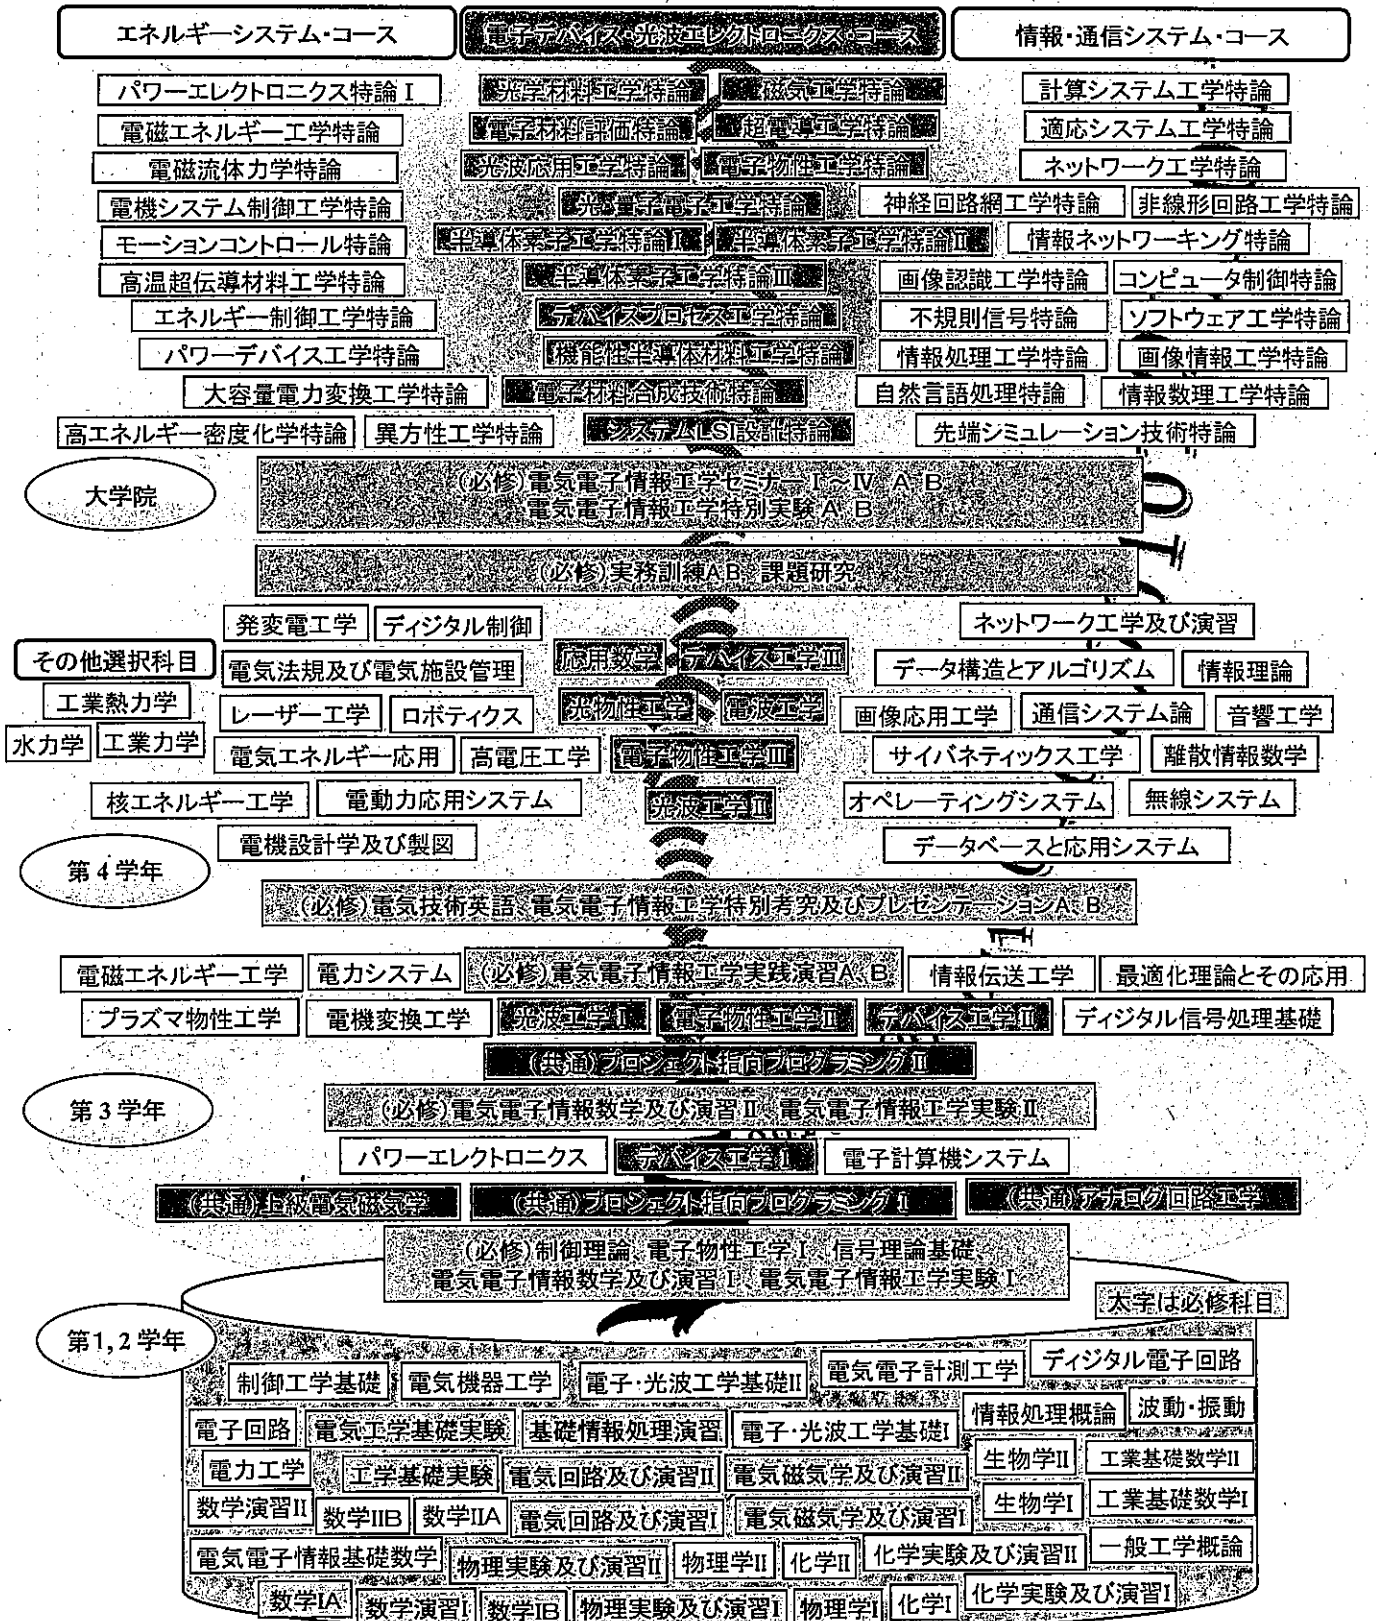 エネルギーシステム・コース
電子デバイス・光波エレクトロニクス・コース
情報・通信システム・コース
パワーエレクトロニクス特論 I
光学材料工学特論
磁気工学特論
計算システム工学特論
電磁エネルギー工学特論
電子材料評価特論
超電導工学特論
適応システム工学特論
電磁流体力学特論
光波応用工学特論
電子物性工学特論
ネットワーク工学特論
電機システム制御工学特論
光・量子電子工学特論
神経回路網工学特論
非線形回路工学特論
モーションコントロール特論
半導体素子工学特論I
半導体素子工学特論II
情報ネットワーキング特論
高温超伝導材料工学特論
半導体素子工学特論III
画像認識工学特論
コンピュータ制御特論
エネルギー制御工学特論
デバイスプロセス工学特論
不規則信号特論
ソフトウェア工学特論
パワーデバイス工学特論
機能性半導体材料工学特論
情報処理工学特論
画像情報工学特論
大容量電力変換工学特論
電子材料合成技術特論
自然言語処理特論
情報数理工学特論
高エネルギー密度化学特論
異方性工学特論
システムLSI設計特論
先端シミュレーション技術特論
大学院
(必修)電気電子情報工学セミナー I~IV A B
電気電子情報工学特別実験 A B
(必修)実務訓練A B 課題研究
発変電工学
ディジタル制御
ネットワーク工学及び演習
その他選択科目
電気法規及び電気施設管理
応用数学
デバイス工学III
データ構造とアルゴリズム
情報理論
工業熱力学
レーザー工学
ロボティクス
光物性工学
電波工学
画像応用工学
通信システム論
音響工学
水力学
工業力学
電気エネルギー応用
高電圧工学
電子物性工学III
サイバネティックス工学
離散情報数学
核エネルギー工学
電動力応用システム
光波工学II
オペレーティングシステム
無線システム
電機設計学及び製図
データベースと応用システム
第4学年
(必修)電気技術英語、電気電子情報工学特別考究及びプレゼンテーションA B
電磁エネルギー工学
電力システム
(必修)電気電子情報工学実践演習A、B
情報伝送工学
最適化理論とその応用
プラズマ物性工学
電機変換工学
光波工学I
電子物性工学II
デバイス工学II
ディジタル信号処理基礎
(共通)プロジェクト指向プログラミング II
第3学年
(必修)電気電子情報数学及び演習II 電気電子情報工学実験II
パワーエレクトロニクス
デバイス工学I
電子計算機システム
(共通)上級電気磁気学
(共通)プロジェクト指向プログラミング I
(共通)アナログ回路工学
(必修)制御理論、電子物性工学I、信号理論基礎、
電気電子情報数学及び演習I、電気電子情報工学実験I
太字は必修科目
第1,2学年
制御工学基礎
電気機器工学
電子・光波工学基礎II
電気電子計測工学
ディジタル電子回路
電子回路
電気工学基礎実験
基礎情報処理演習
電子・光波工学基礎I
情報処理概論
波動・振動
電力工学
工学基礎実験
電気回路及び演習II
電気磁気学及び演習II
生物学II
工業基礎数学II
数学演習II
数学IIB
数学IIA
電気回路及び演習I
電気磁気学及び演習I
生物学I
工業基礎数学I
電気電子情報基礎数学
物理実験及び演習II
物理学II
化学II
化学実験及び演習II
一般工学概論
数学IA
数学演習I
数学IB
物理実験及び演習I
物理学I
化学I
化学実験及び演習I